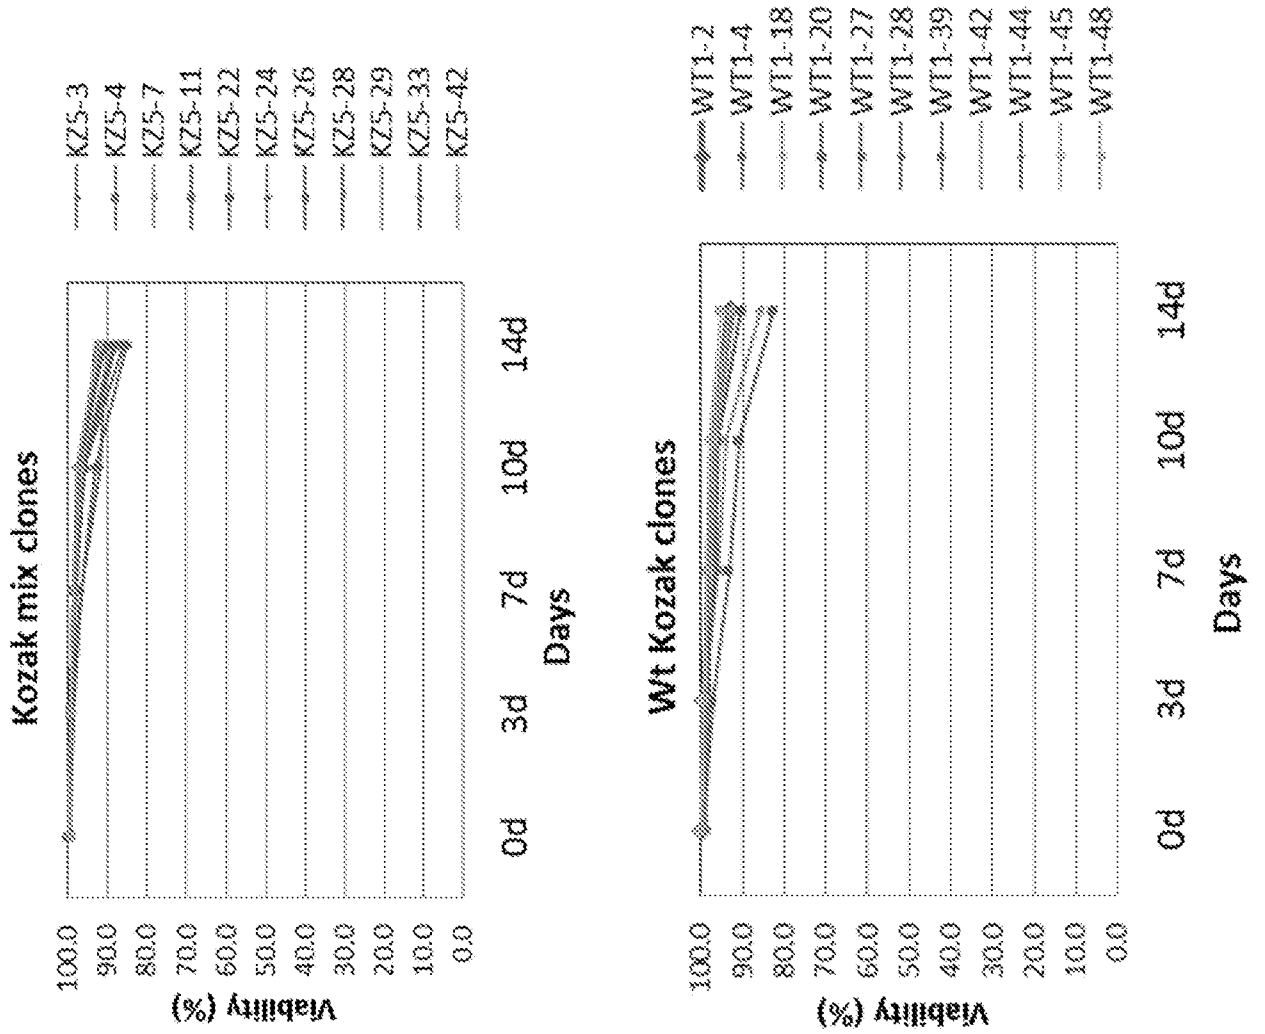 Kozak mix clones
Viability (%)
100.0
90.0
80.0
70.0
60.0
50.0
40.0
30.0
20.0
10.0
0.0
0d
3d
7d
10d
14d
Days
KZ5-3
KZ5-4
KZ5-7
KZ5-11
KZ5-22
KZ5-24
KZ5-26
KZ5-28
KZ5-29
KZ5-33
KZ5-42
Wt Kozak clones
Viability (%)
100.0
90.0
80.0
70.0
60.0
50.0
40.0
30.0
20.0
10.0
0.0
0d
3d
7d
10d
14d
Days
WT1-2
WT1-4
WT1-18
WT1-20
WT1-27
WT1-28
WT1-39
WT1-42
WT1-44
WT1-45
WT1-48